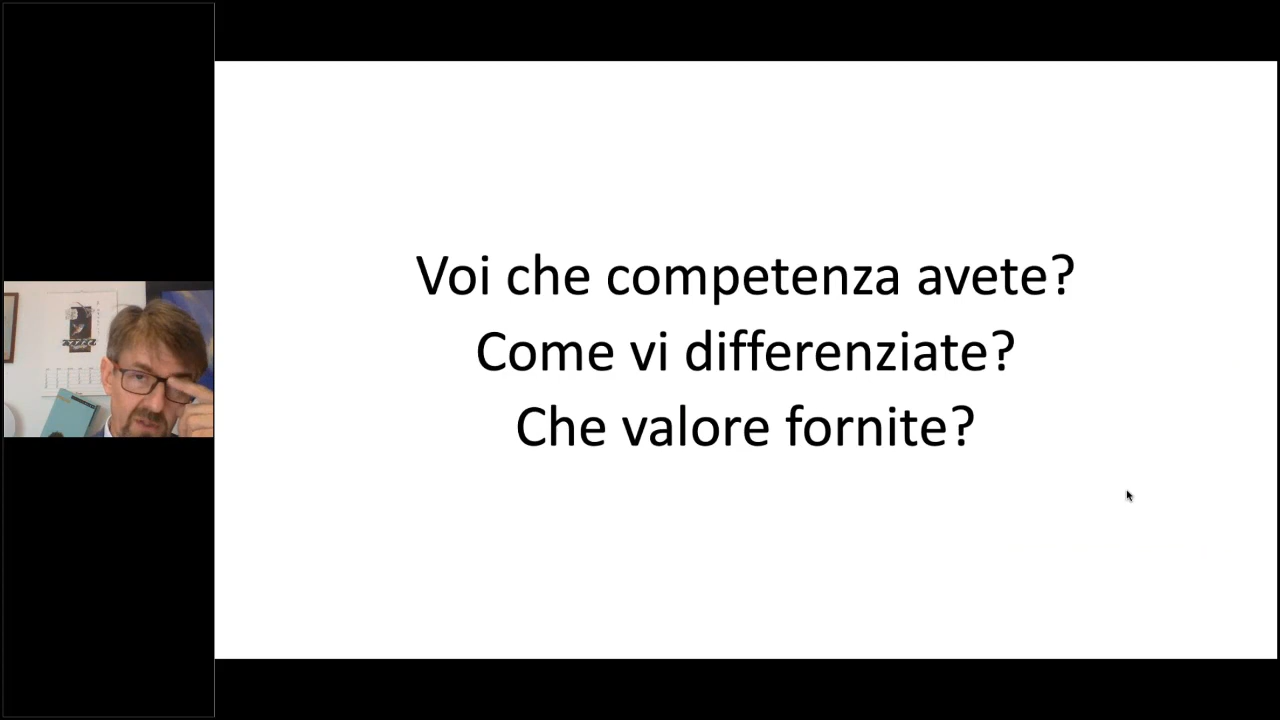 Voi che competenza avete?
Come vi differenziate?
Che valore fornite?